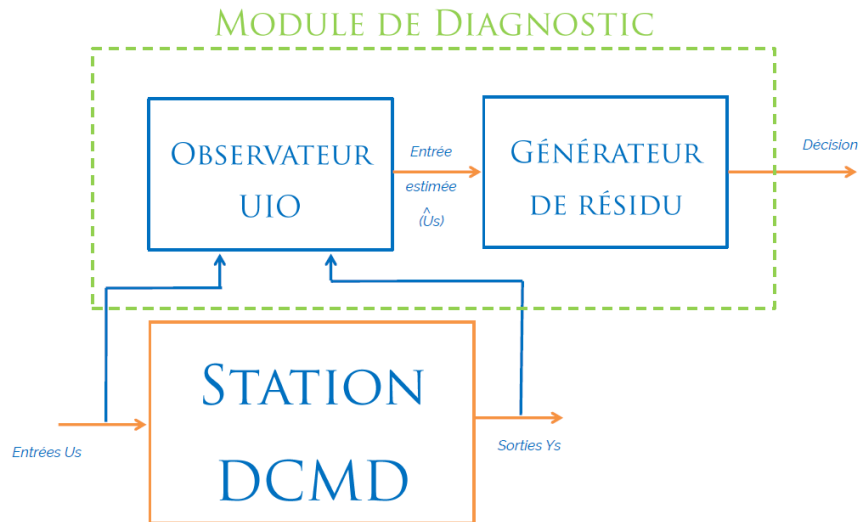 MODULE DE DIAGNOSTIC
OBSERVATEUR
UIO
Entrée
estimée
(Ûs)
GÉNÉRATEUR
DE RÉSIDU
Décision
STATION
DCMD
Entrées Us
Sorties Ys